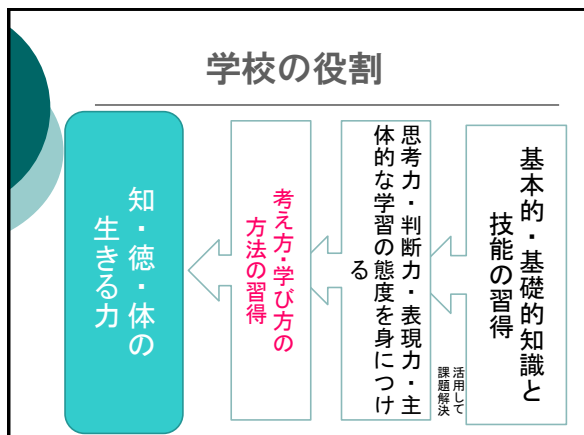 学校の役割
基本的・基礎的知識と
技能の習得
活用して
課題解決
思考力・判断力・表現力・主
体的な学習の態度を身につけ
る
考え方・学び方の
方法の習得
知・徳・体の
生きる力